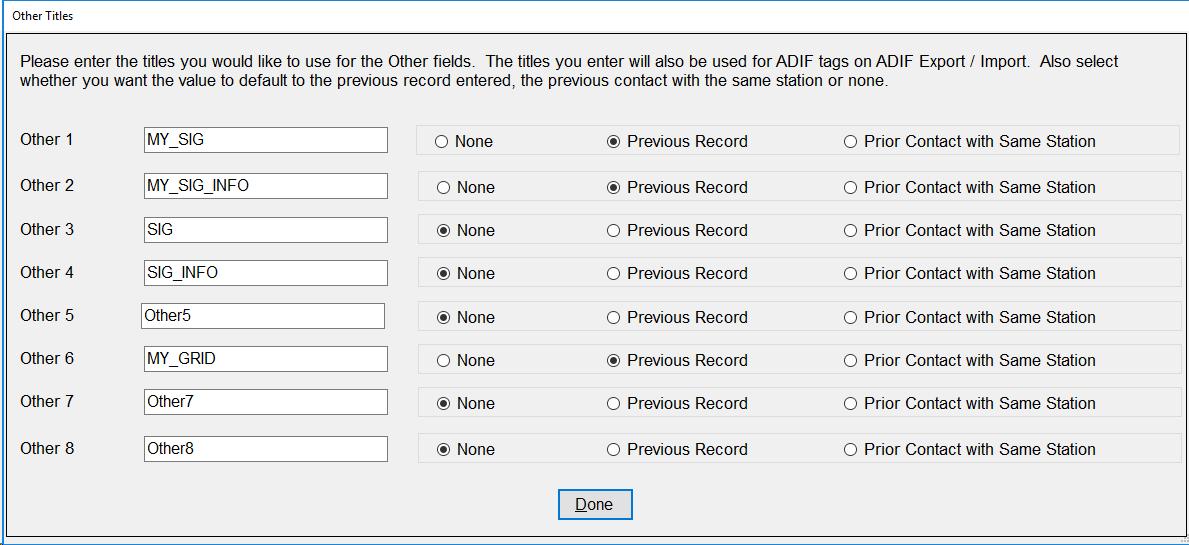 Other Titles
Please enter the titles you would like to use for the Other fields.  The titles you enter will also be used for ADIF tags on ADIF Export / Import.  Also select
whether you want the value to default to the previous record entered, the previous contact with the same station or none.
Other 1 MY_SIG None Previous Record Prior Contact with Same Station
Other 2 MY_SIG_INFO None Previous Record Prior Contact with Same Station
Other 3 SIG None Previous Record Prior Contact with Same Station
Other 4 SIG_INFO None Previous Record Prior Contact with Same Station
Other 5 Other5 None Previous Record Prior Contact with Same Station
Other 6 MY_GRID None Previous Record Prior Contact with Same Station
Other 7 Other7 None Previous Record Prior Contact with Same Station
Other 8 Other8 None Previous Record Prior Contact with Same Station
Done